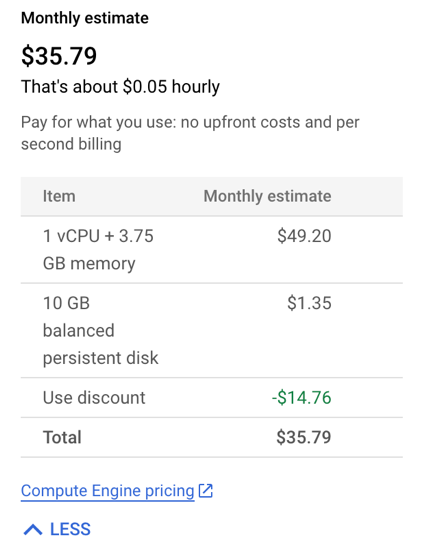 Monthly estimate
$35.79
That's about $0.05 hourly
Pay for what you use: no upfront costs and per
second billing
Item Monthly estimate
1 vCPU + 3.75 $49.20
GB memory
10 GB $1.35
balanced
persistent disk
Use discount -$14.76
Total $35.79
Compute Engine pricing
LESS